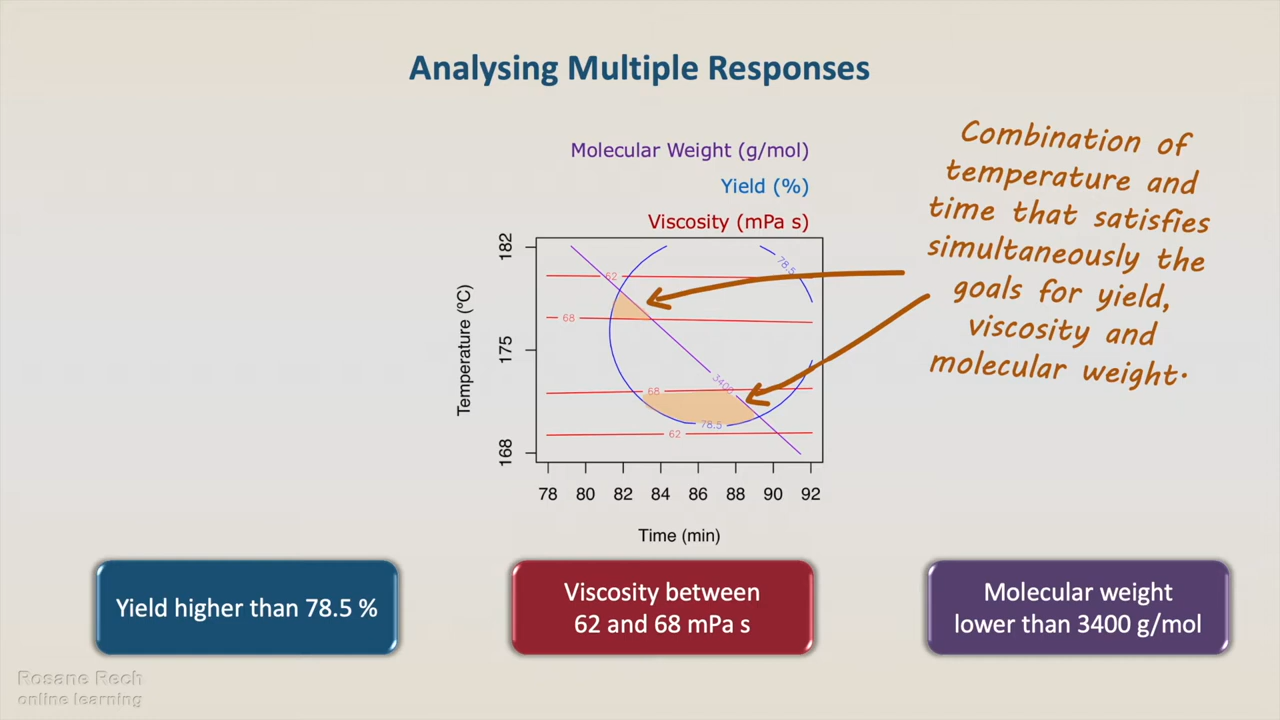 Analysing Multiple Responses
Molecular Weight (g/mol)
Yield (%)
Viscosity (mPa s)
Combination of
temperature and
time that satisfies
simultaneously the
goals for yield,
viscosity and
molecular weight.
182
175
168
Temperature (ºC)
62
78.5
68
3400
68
78.5
62
78 80 82 84 86 88 90 92
Time (min)
Yield higher than 78.5 %
Viscosity between
62 and 68 mPa s
Molecular weight
lower than 3400 g/mol
Rosane Rech
online learning